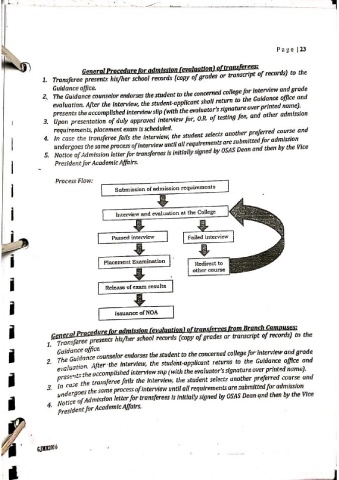 Page | 23
General Procedure for admission (evaluation) of transferees:
1. Transferee presents his/her school records (copy of grades or transcript of records) to the
Guidance office.
2. The Guidance counselor endorses the student to the concerned college for interview and grade
evaluation. After the interview, the student-applicant shall return to the Guidance office and
presents the accomplished interview slip (with the evaluator's signature over printed name).
3. Upon presentation of duly approved interview for, O.R. of testing fee, and other admission
requirements, placement exam is scheduled.
4. In case the transferee fails the interview, the student selects another preferred course and
undergoes the same process of interview until all requirements are submitted for admission
5. Notice of Admission letter for transferees is initially signed by OSAS Dean and then by the Vice
President for Academic Affairs.
Process Flow:
Submission of admission requirements
Interview and evaluation at the College
Passed interview
Failed interview
Placement Examination
Redirect to
other course
Release of exam results
Issuance of NOA
General Procedure for admission (evaluation) of transferees from Branch Campuses:
1. Transferee presents his/her school records (copy of grades or transcript of records) to the
Guidance office.
2. The Guidance counselor endorses the student to the concerned college for interview and grade
evaluation. After the interview, the student-applicant returns to the Guidance office and
presents the accomplished interview slip (with the evaluator's signature over printed name).
3. In case the transferee fails the interview, the student selects another preferred course and
undergoes the same process of interview until all requirements are submitted for admission
4. Notice of Admission letter for transferees is initially signed by OSAS Dean and then by the Vice
President for Academic Affairs.